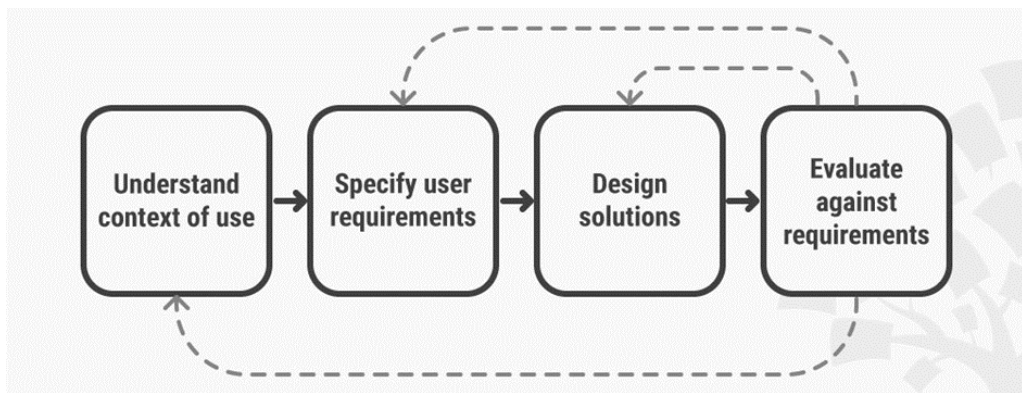 Understand
context of use
Specify user
requirements
Design
solutions
Evaluate
against
requirements